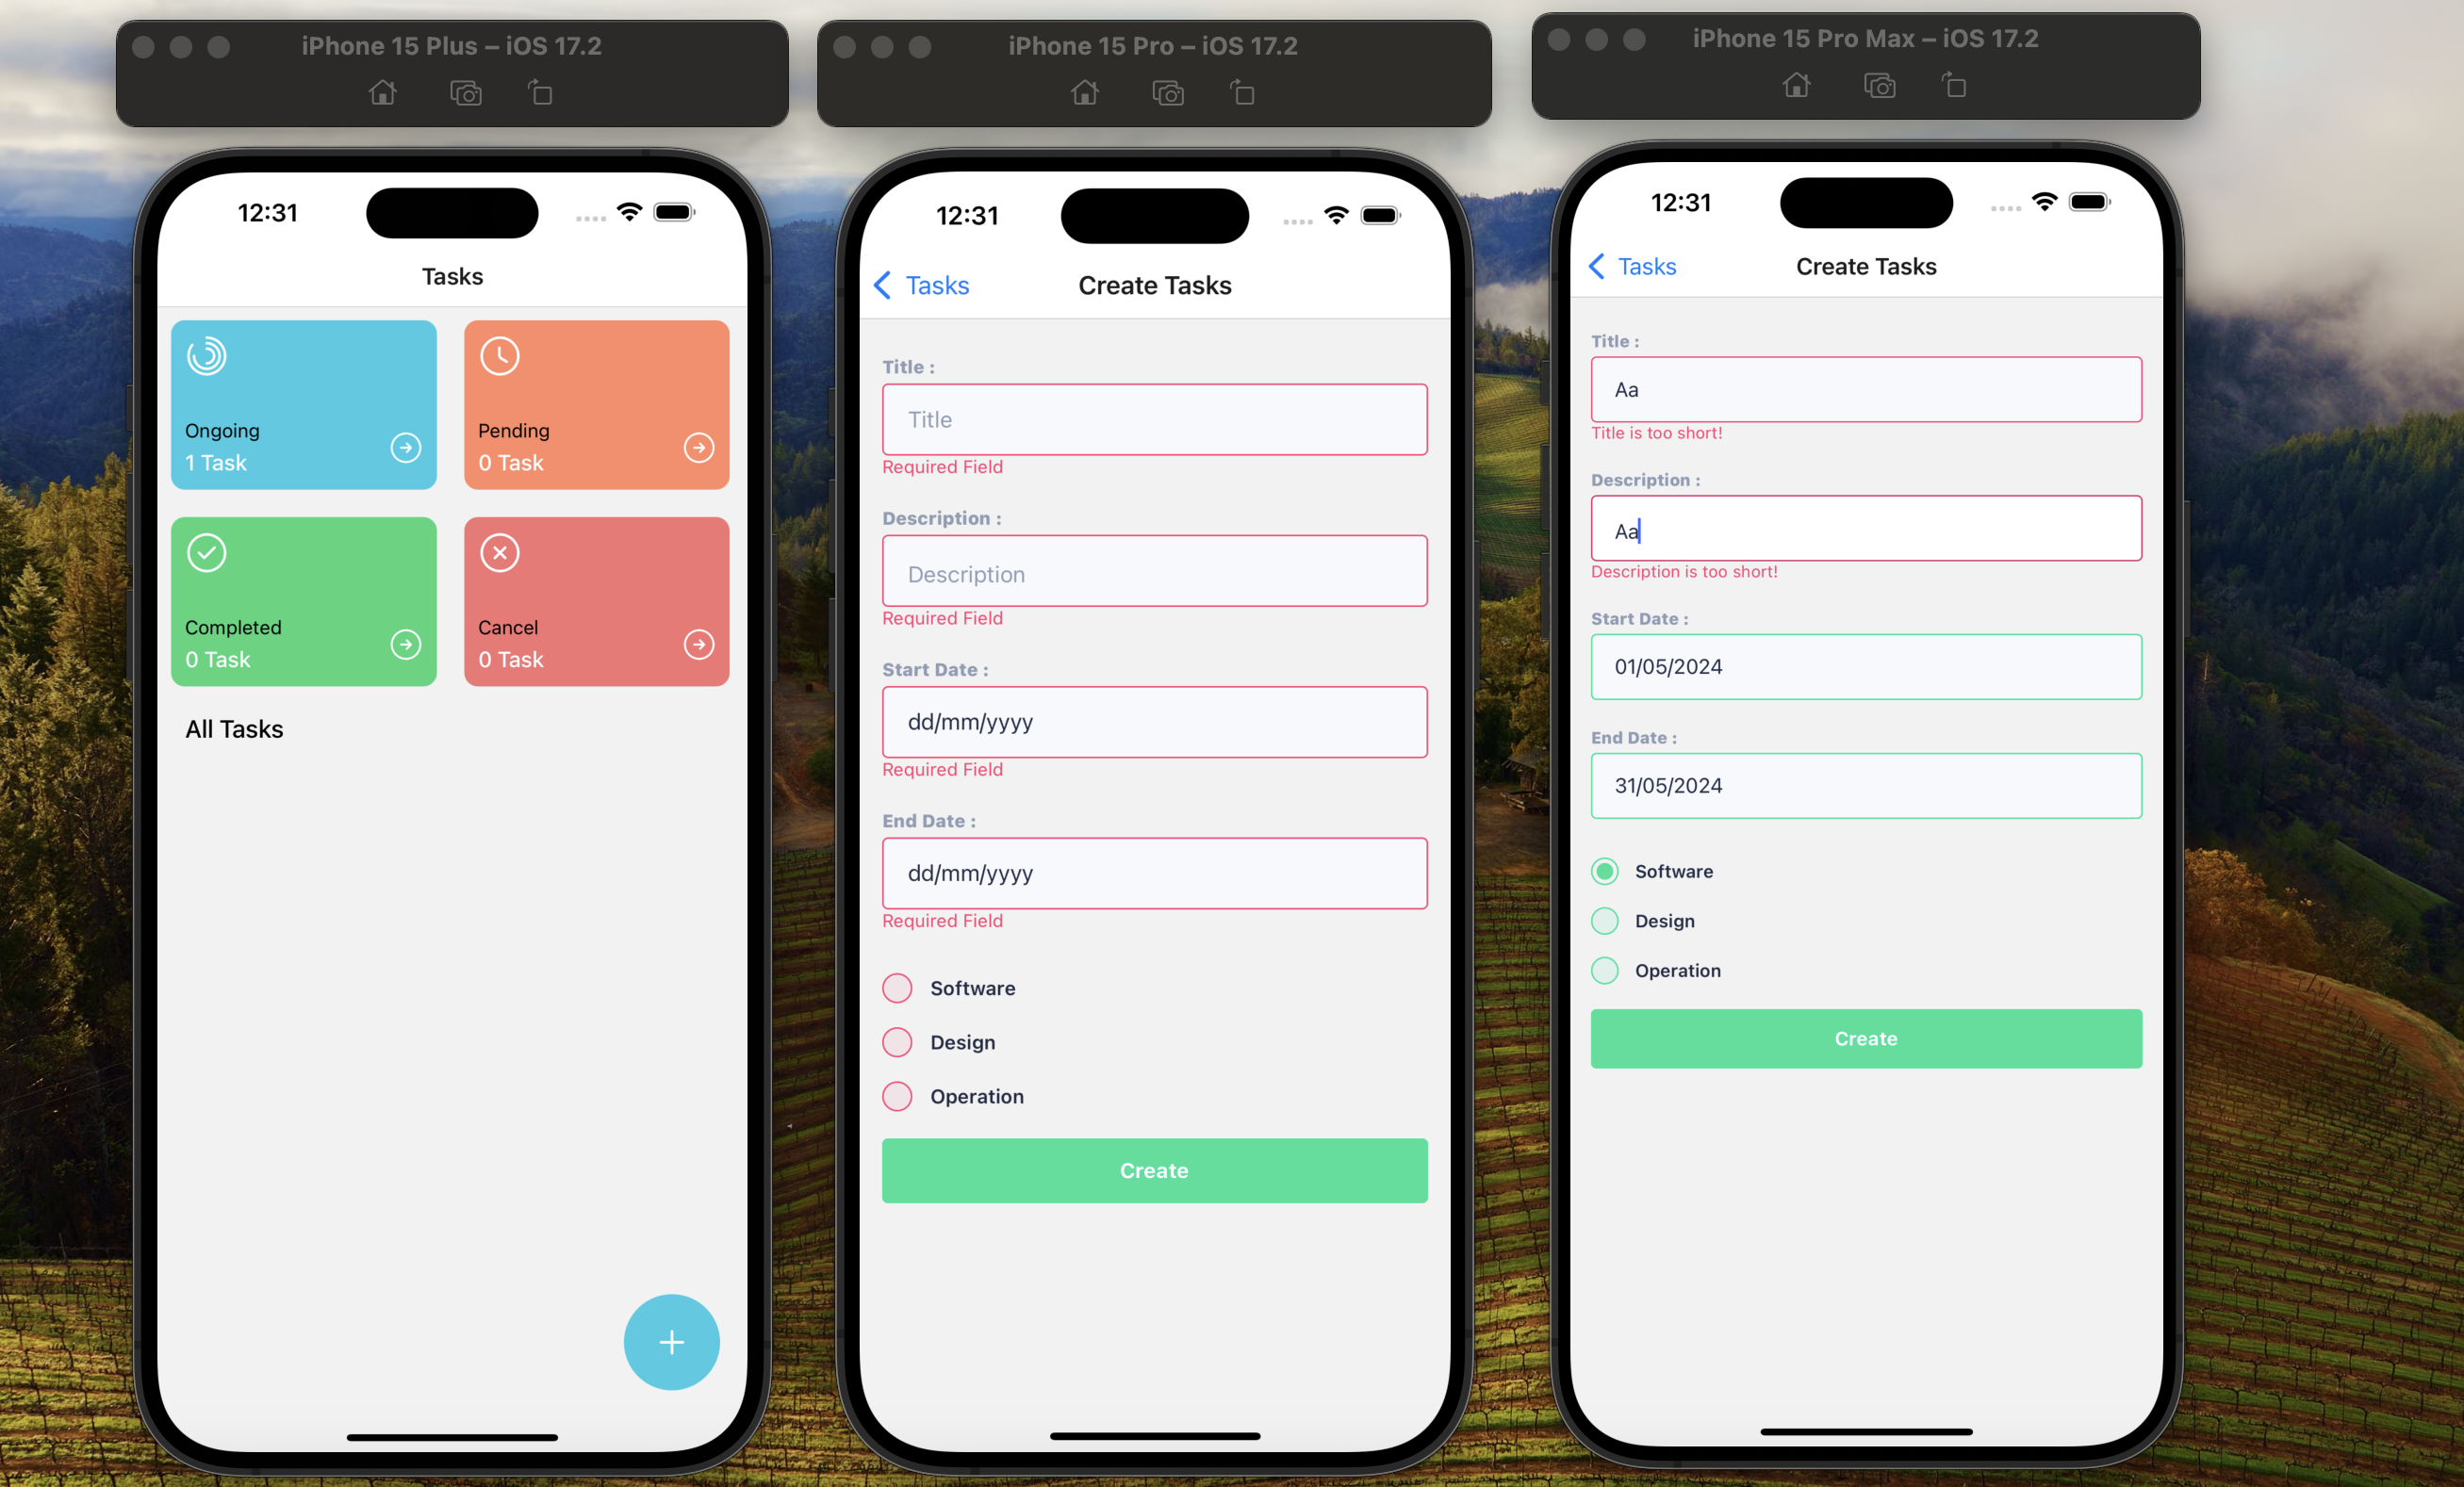 iPhone 15 Plus – iOS 17.2
12:31
Tasks
Ongoing
1 Task
Pending
0 Task
Completed
0 Task
Cancel
0 Task
All Tasks
iPhone 15 Pro – iOS 17.2
12:31
Tasks
Create Tasks
Title :
Title
Required Field
Description :
Description
Required Field
Start Date :
dd/mm/yyyy
Required Field
End Date :
dd/mm/yyyy
Required Field
Software
Design
Operation
Create
iPhone 15 Pro Max – iOS 17.2
12:31
Tasks
Create Tasks
Title :
Aa
Title is too short!
Description :
Aa
Description is too short!
Start Date :
01/05/2024
End Date :
31/05/2024
Software
Design
Operation
Create